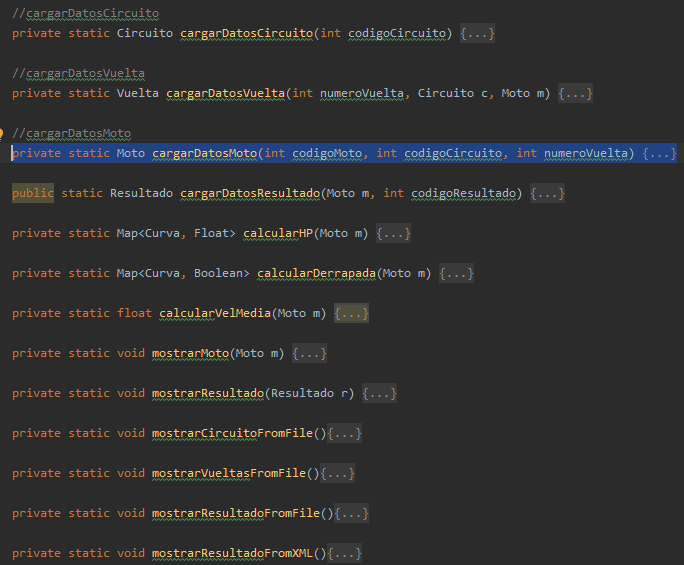 //cargarDatosCircuito
private static Circuito cargarDatosCircuito(int codigoCircuito) {...}
//cargarDatosVuelta
private static Vuelta cargarDatosVuelta(int numeroVuelta, Circuito c, Moto m) {...}
//cargarDatosMoto
private static Moto cargarDatosMoto(int codigoMoto, int codigoCircuito, int numeroVuelta) {...}
public static Resultado cargarDatosResultado(Moto m, int codigoResultado) {...}
private static Map<Curva, Float> calcularHP(Moto m) {...}
private static Map<Curva, Boolean> calcularDerrapada(Moto m) {...}
private static float calcularVelMedia(Moto m) {...}
private static void mostrarMoto(Moto m) {...}
private static void mostrarResultado(Resultado r) {...}
private static void mostrarCircuitoFromFile(){...}
private static void mostrarVueltasFromFile(){...}
private static void mostrarResultadoFromFile(){...}
private static void mostrarResultadoFromXML(){...}